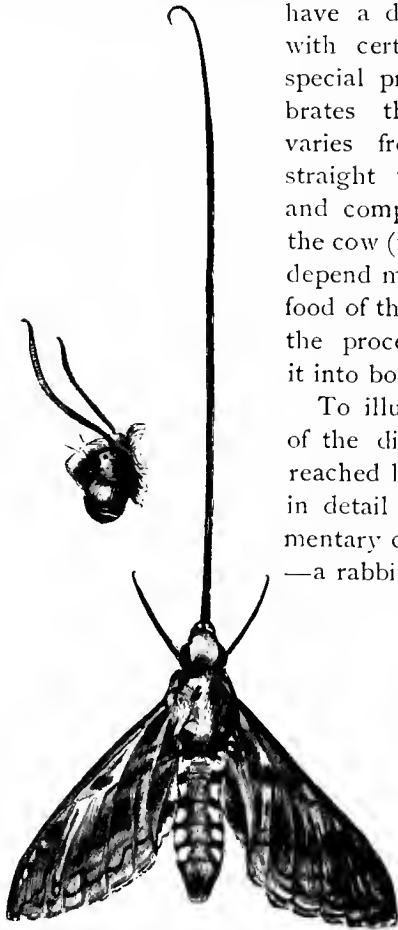 have a d
with cert
special pr
brates th
varies fr
straight
and comp
the cow (
depend m
food of th
the proce
it into bo
To illu
of the di
reached l
in detail
mentary c
—a rabbi